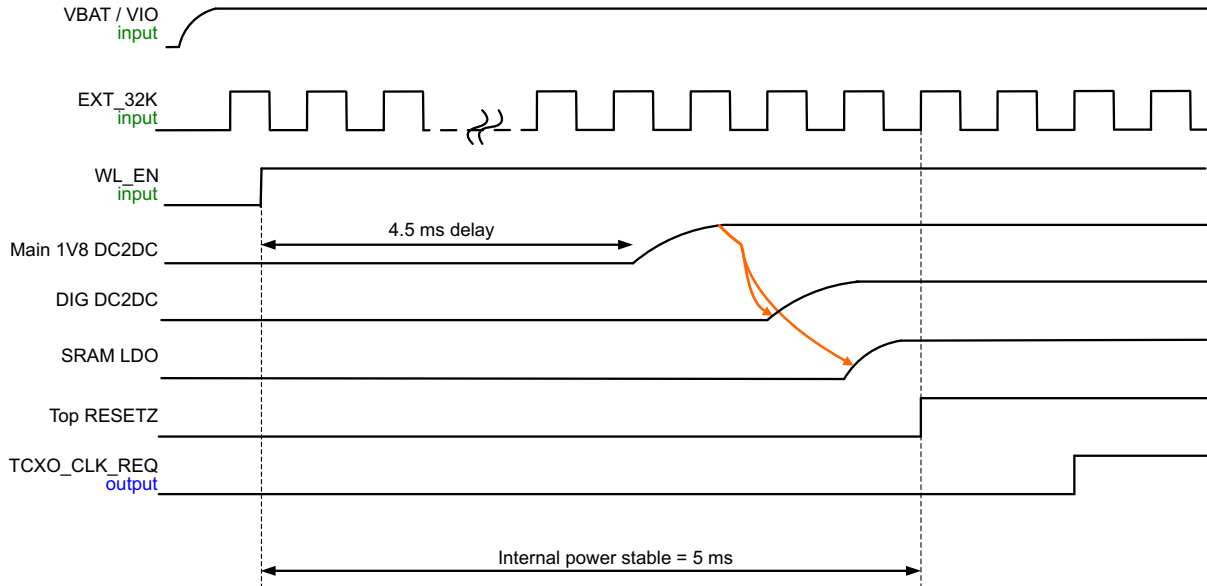 VBAT / VIO
input
EXT_32K
input
WL_EN
input
4.5 ms delay
Main 1V8 DC2DC
DIG DC2DC
SRAM LDO
Top RESETZ
TCXO_CLK_REQ
output
Internal power stable = 5 ms